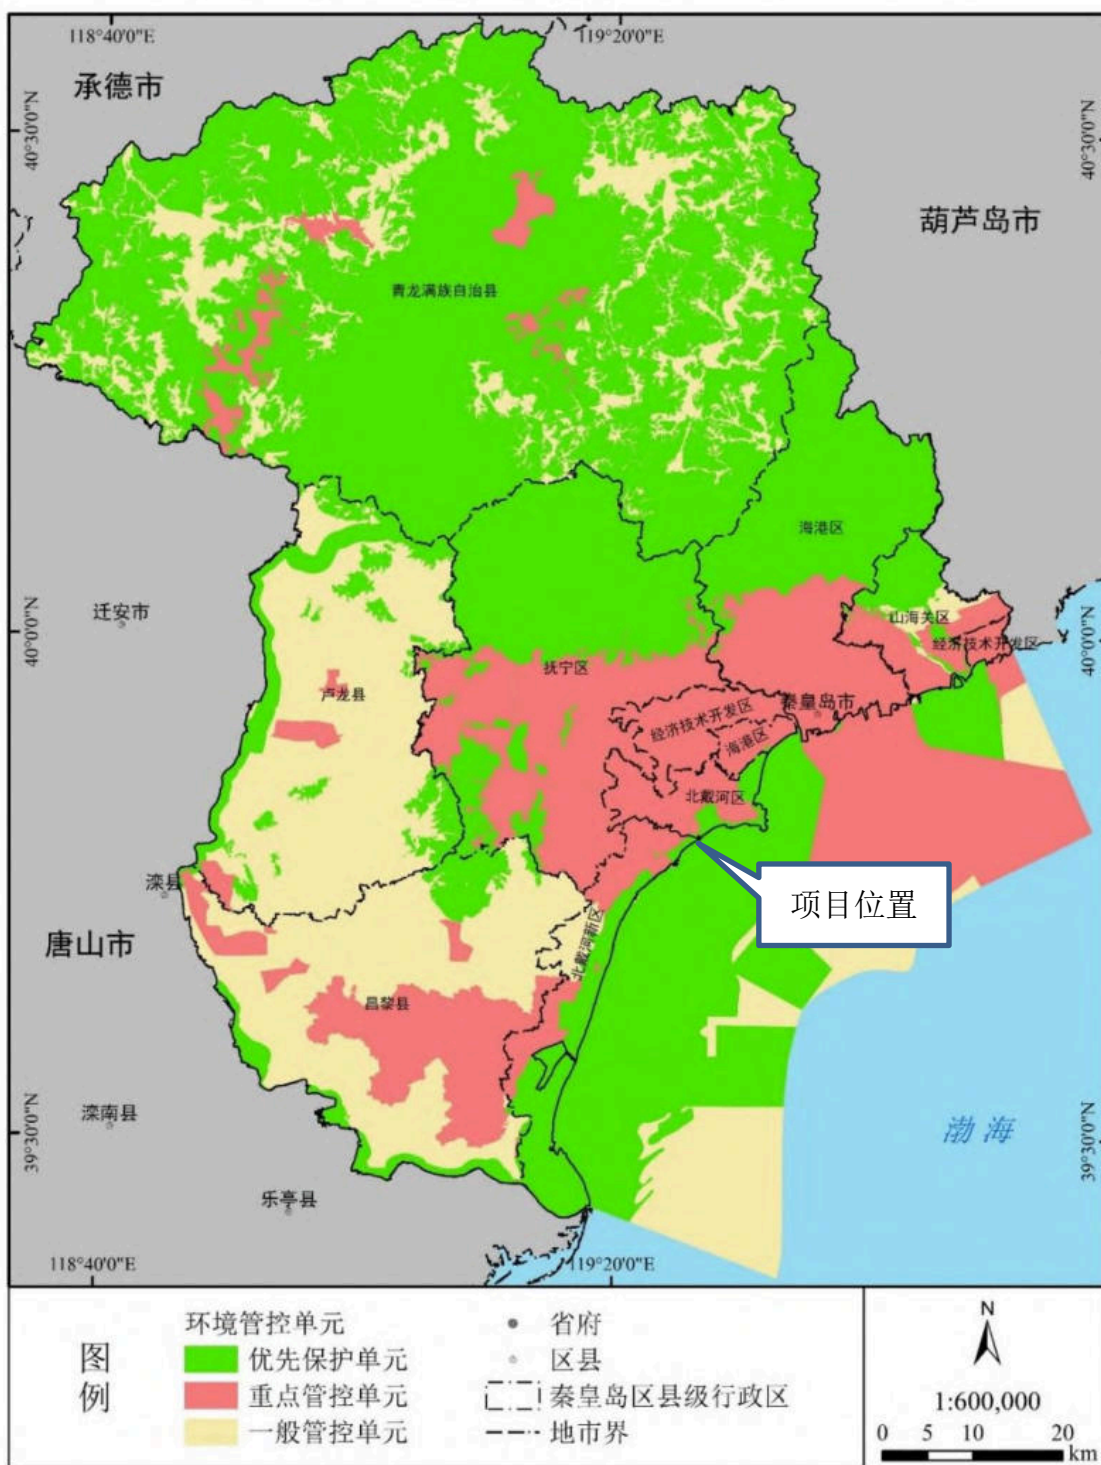 118°40'0"E
119°20'0"E
承德市
40°30'0"N
40°30'0"N
葫芦岛市
青龙满族自治县
海港区
迁安市
山海关区
40°0'0"N
40°0'0"N
经济技术开发区
抚宁区
卢龙县
秦皇岛市
经济技术开发区
海港区
北戴河区
滦县
项目位置
唐山市
北戴河新区
昌黎县
滦南县
渤海
39°30'0"N
39°30'0"N
乐亭县
118°40'0"E
119°20'0"E
图例
环境管控单元
优先保护单元
重点管控单元
一般管控单元
省府
区县
秦皇岛区县级行政区
地市界
N
1:600,000
0 5 10 20
km